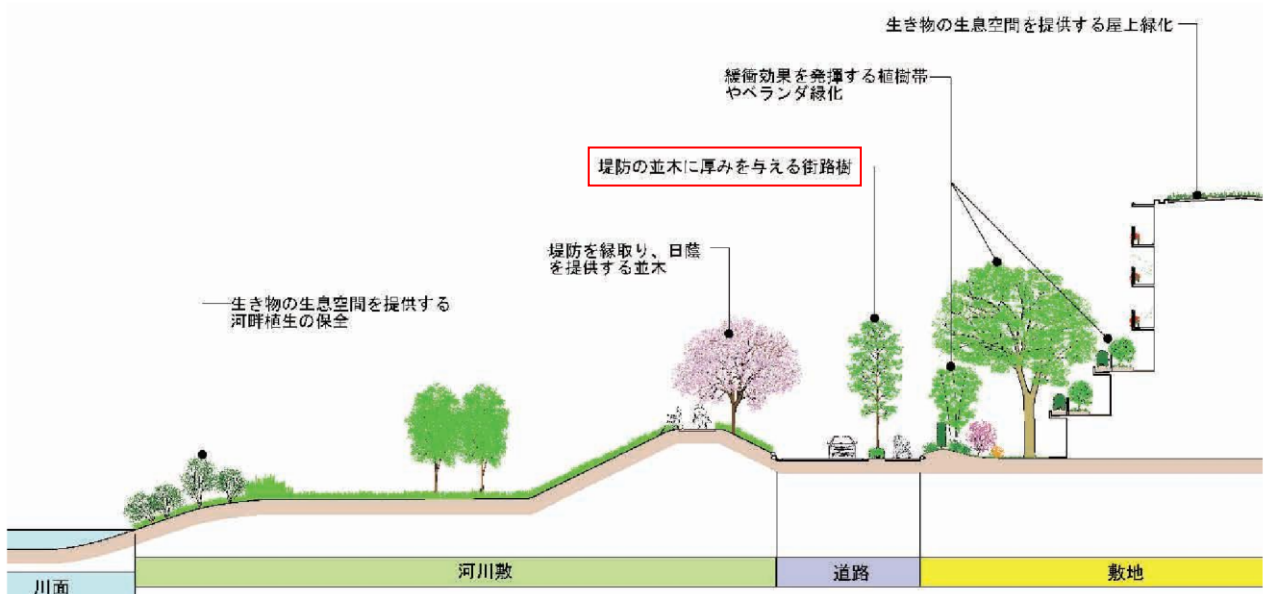 生き物の生息空間を提供する屋上緑化
緩衝効果を発揮する植樹帯
やベランダ緑化
堤防の並木に厚みを与える街路樹
堤防を縁取り、日蔭
を提供する並木
生き物の生息空間を提供する
河畔植生の保全
川面
河川敷
道路
敷地